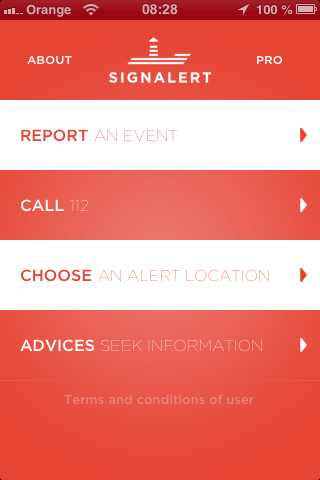 Orange 08:28 100 %
ABOUT SIGNALERT PRO
REPORT AN EVENT
CALL 112
CHOOSE AN ALERT LOCATION
ADVICES SEEK INFORMATION
Terms and conditions of user